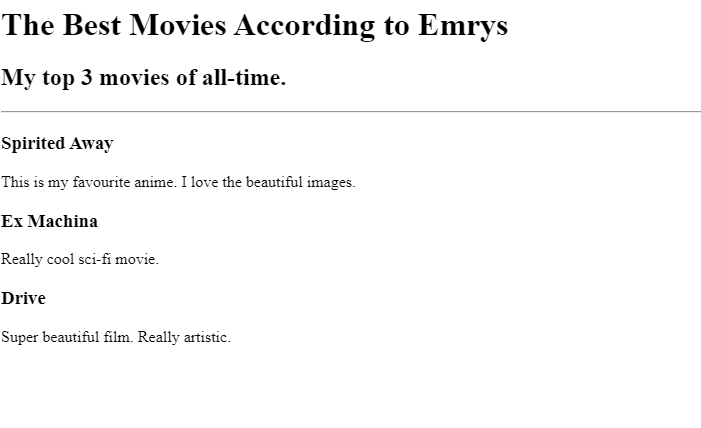 The Best Movies According to Emrys
My top 3 movies of all-time.
Spirited Away
This is my favourite anime. I love the beautiful images.
Ex Machina
Really cool sci-fi movie.
Drive
Super beautiful film. Really artistic.